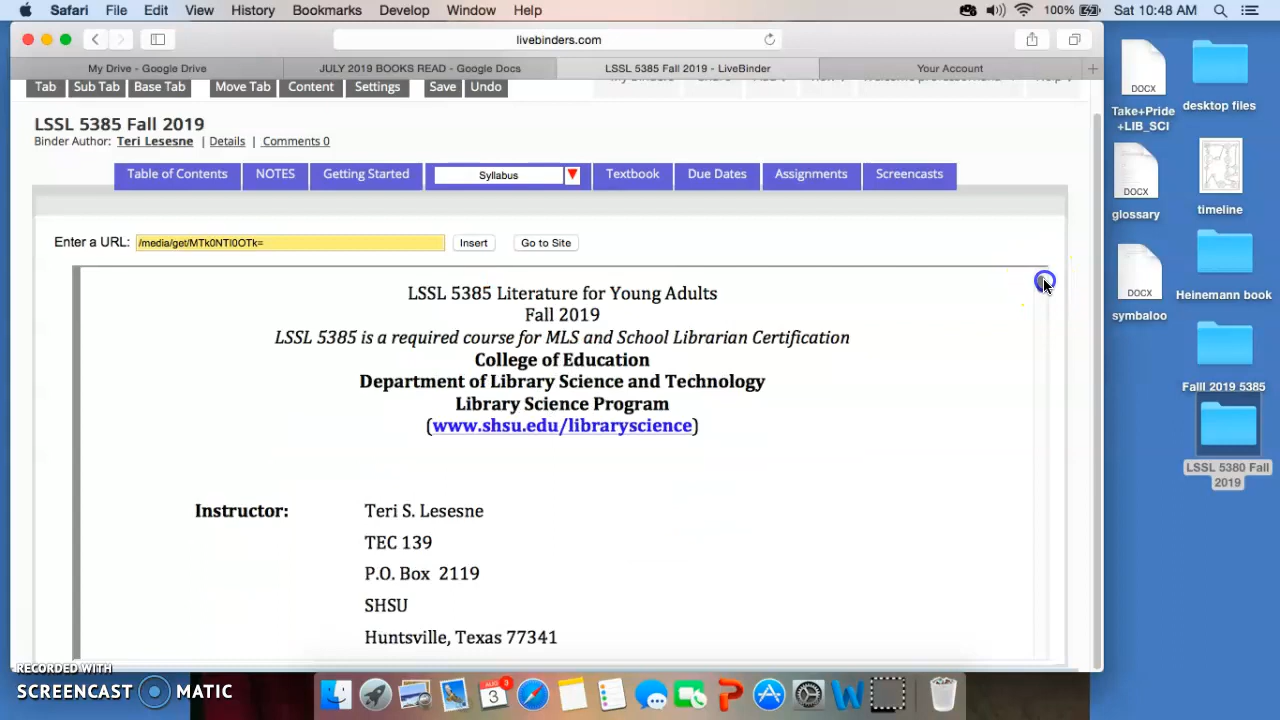 Safari File Edit View History Bookmarks Develop Window Help 100% Sat 10:48 AM
livebinders.com
My Drive - Google Drive JULY 2019 BOOKS READ - Google Docs LSSL 5385 Fall 2019 - LiveBinder Your Account
Tab Sub Tab Base Tab Move Tab Content Settings Save Undo
LSSL 5385 Fall 2019
Binder Author: Teri Lesesne | Details | Comments 0
Table of Contents NOTES Getting Started Syllabus Textbook Due Dates Assignments Screencasts
Enter a URL: /media/get/MTk0NTI0OTk= Insert Go to Site
LSSL 5385 Literature for Young Adults
Fall 2019
LSSL 5385 is a required course for MLS and School Librarian Certification
College of Education
Department of Library Science and Technology
Library Science Program
(www.shsu.edu/libraryscience)
Instructor: Teri S. Lesesne
TEC 139
P.O. Box 2119
SHSU
Huntsville, Texas 77341
DOCX
Take+Pride
+LIB_SCI
desktop files
DOCX
glossary
timeline
DOCX
symbaloo
Heinemann book
Falll 2019 5385
LSSL 5380 Fall
2019
RECORDED WITH
SCREENCAST MATIC
AUG
3
3